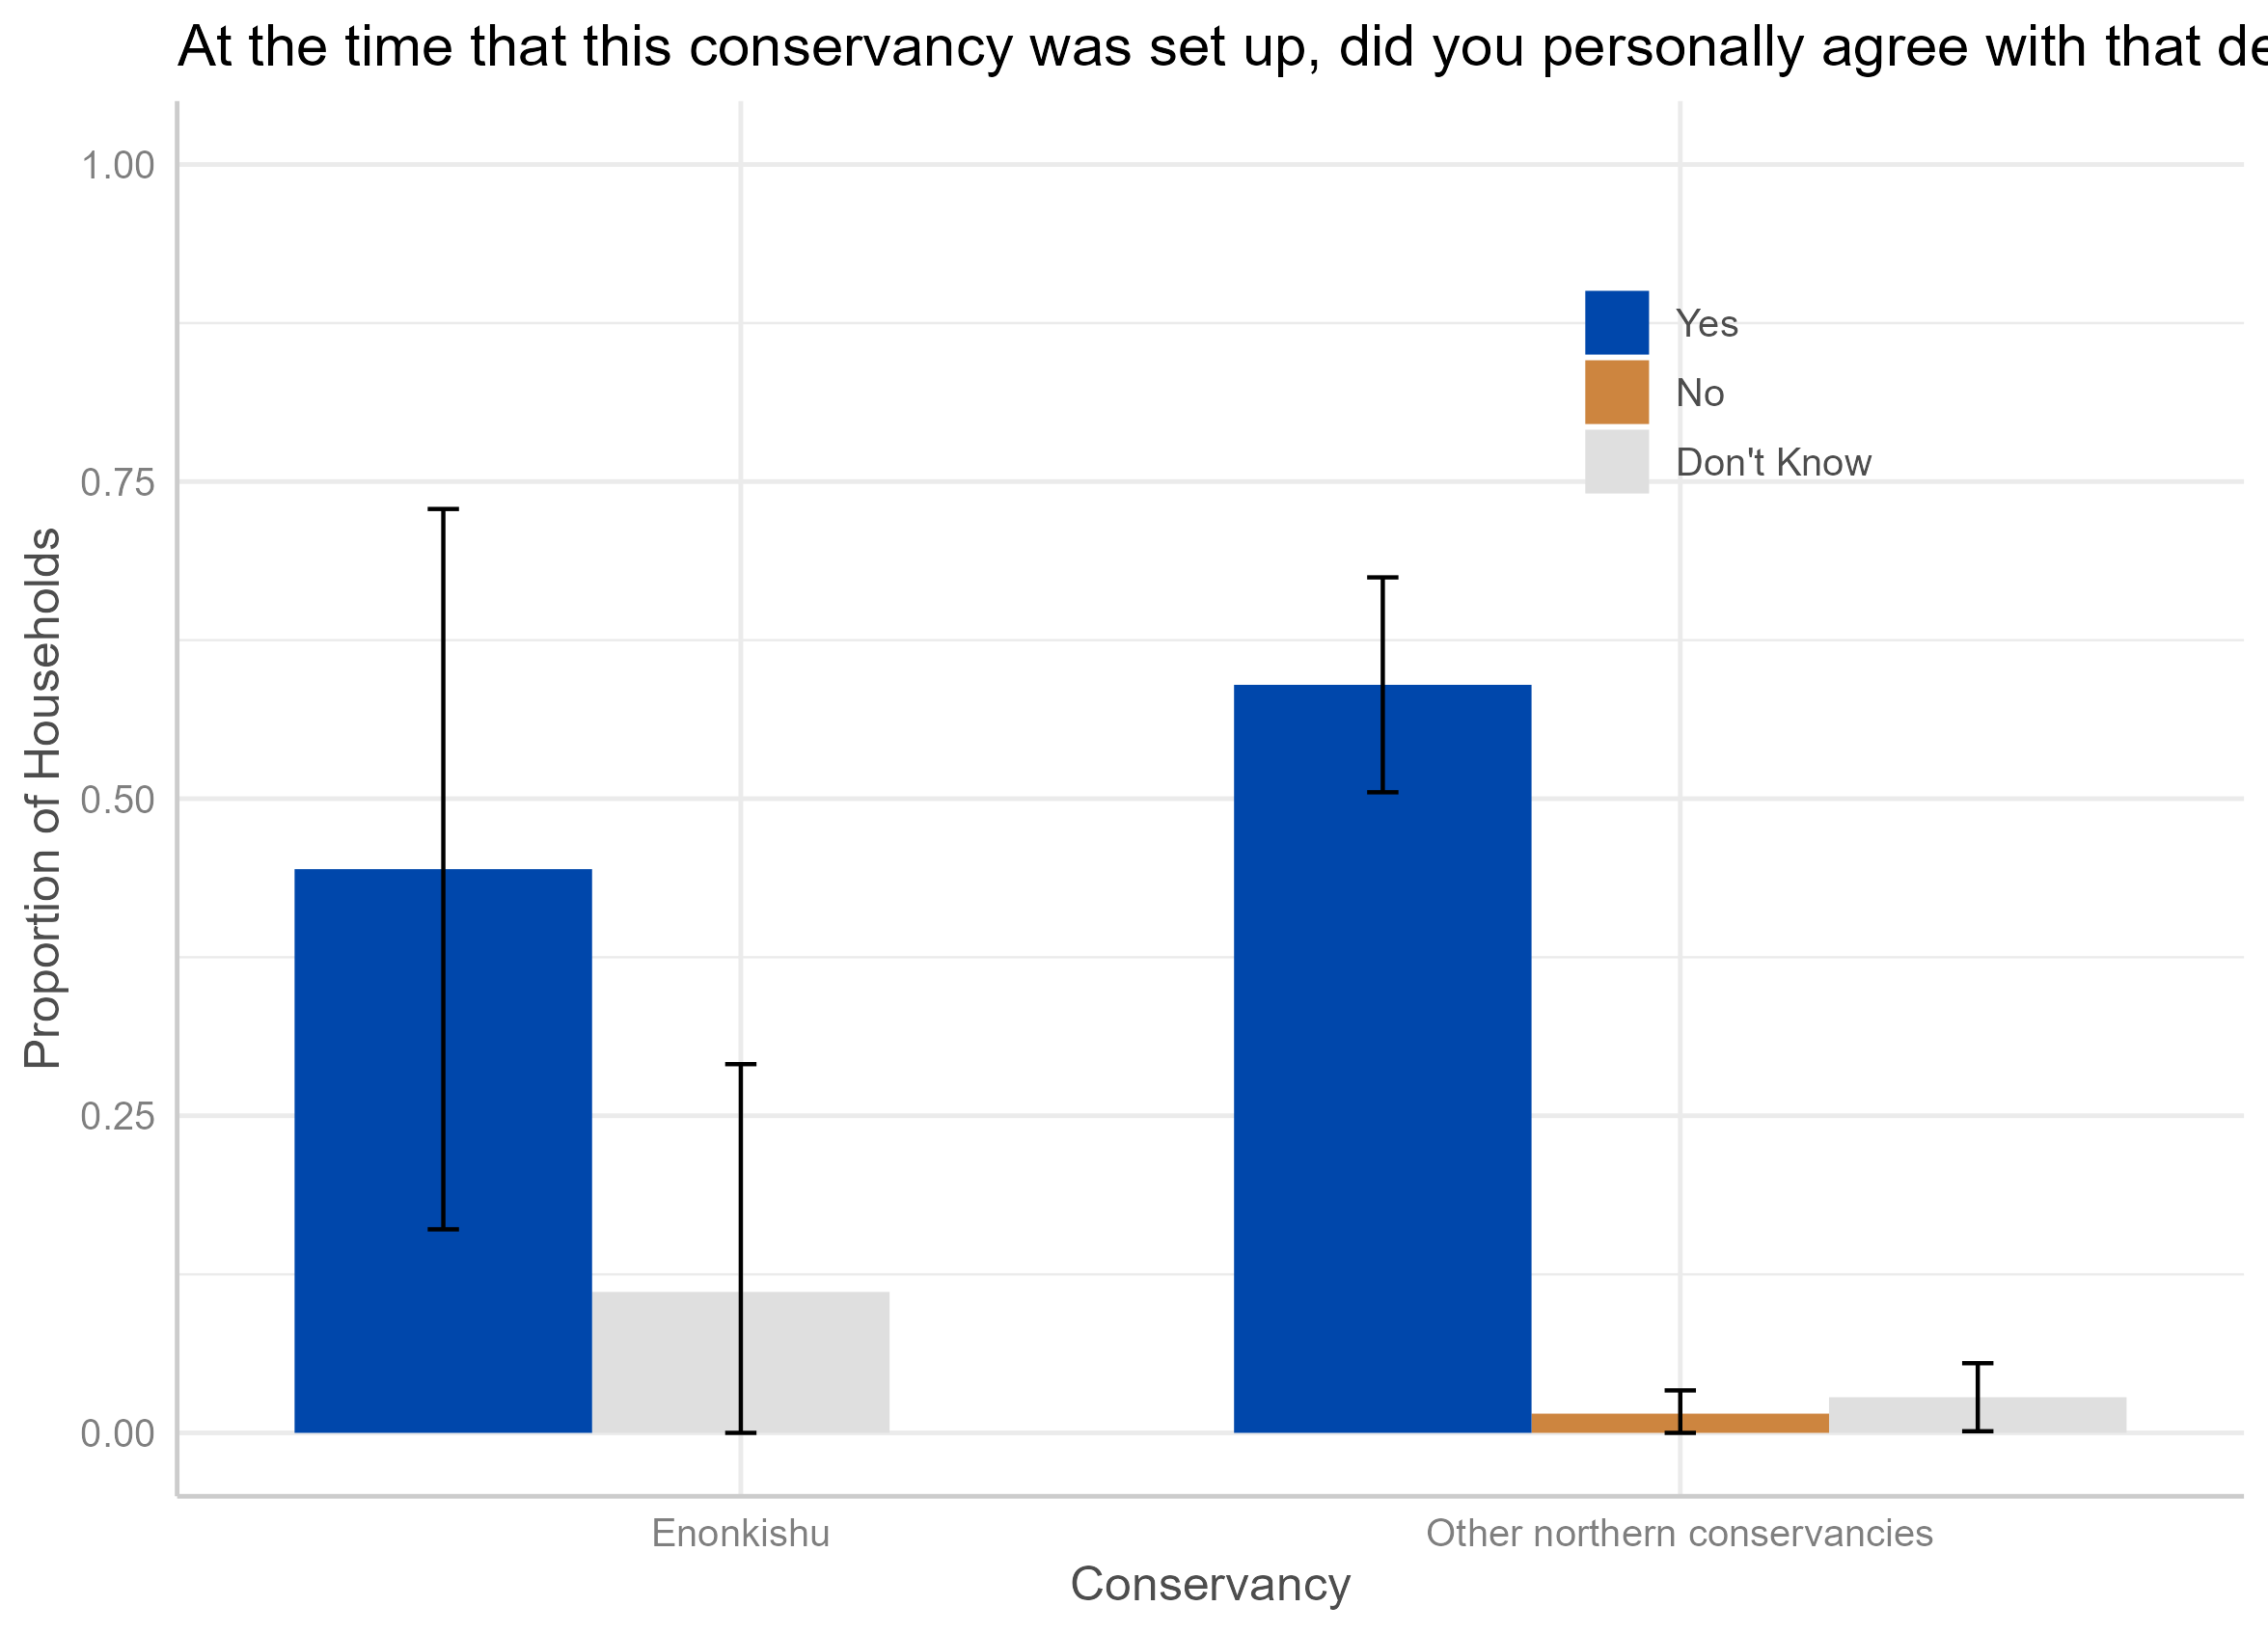 At the time that this conservancy was set up, did you personally agree with that de
1.00
0.75
0.50
0.25
0.00
Proportion of Households
Yes
No
Don't Know
Enonkishu
Other northern conservancies
Conservancy